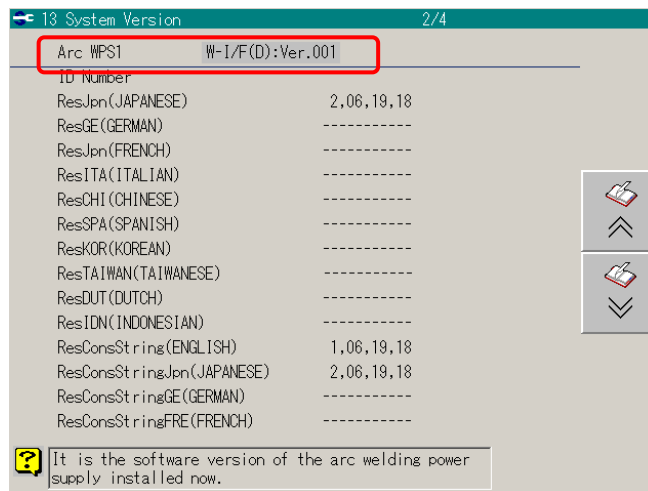 13 System Version 2/4
Arc WPS1 W-I/F(D):Ver.001
ID Number
ResJpn(JAPANESE) 2,06,19,18
ResGE(GERMAN) -----------
ResJpn(FRENCH) -----------
ResITA(ITALIAN) -----------
ResCHI(CHINESE) -----------
ResSPA(SPANISH) -----------
ResKOR(KOREAN) -----------
ResTAIWAN(TAIWANESE) -----------
ResDUT(DUTCH) -----------
ResIDN(INDONESIAN) -----------
ResConsString(ENGLISH) 1,06,19,18
ResConsStringJpn(JAPANESE) 2,06,19,18
ResConsStringGE(GERMAN) -----------
ResConsStringFRE(FRENCH) -----------
It is the software version of the arc welding power
supply installed now.